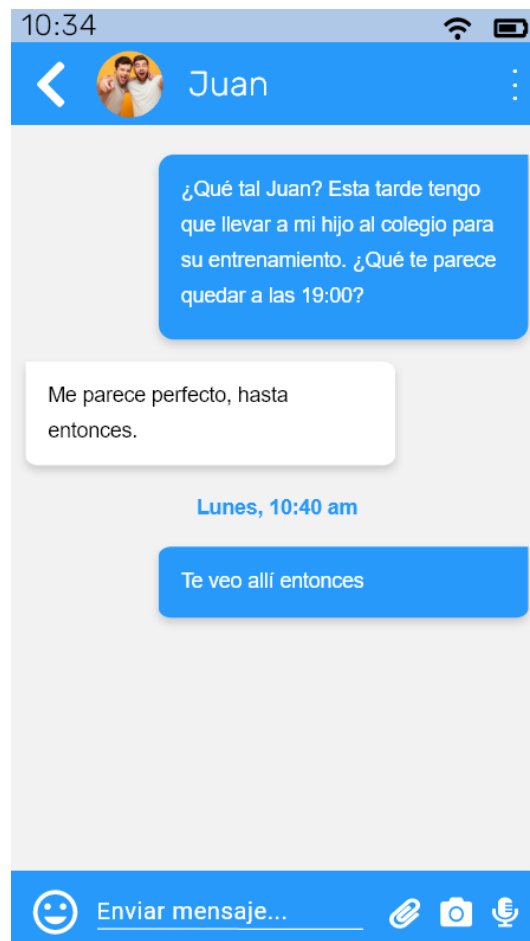 10:34
Juan
¿Qué tal Juan? Esta tarde tengo
que llevar a mi hijo al colegio para
su entrenamiento. ¿Qué te parece
quedar a las 19:00?
Me parece perfecto, hasta
entonces.
Lunes, 10:40 am
Te veo allí entonces
Enviar mensaje...